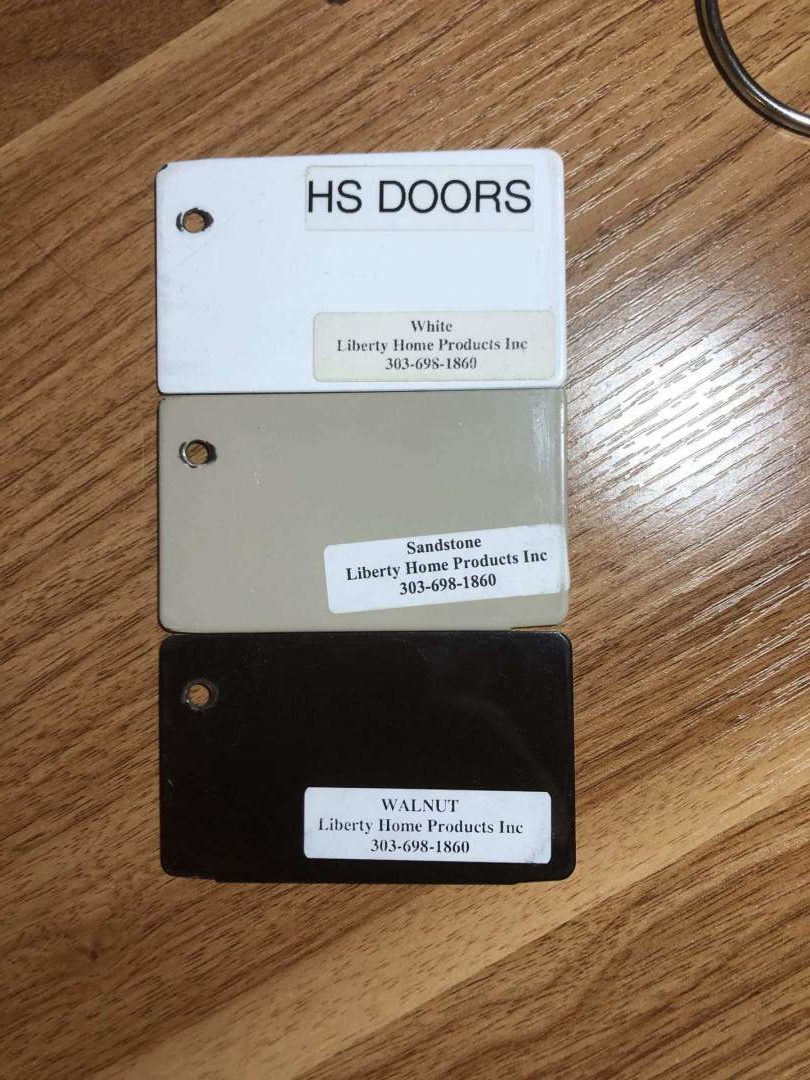 HS DOORS
White
Liberty Home Products Inc
303-698-1860
Sandstone
Liberty Home Products Inc
303-698-1860
WALNUT
Liberty Home Products Inc
303-698-1860